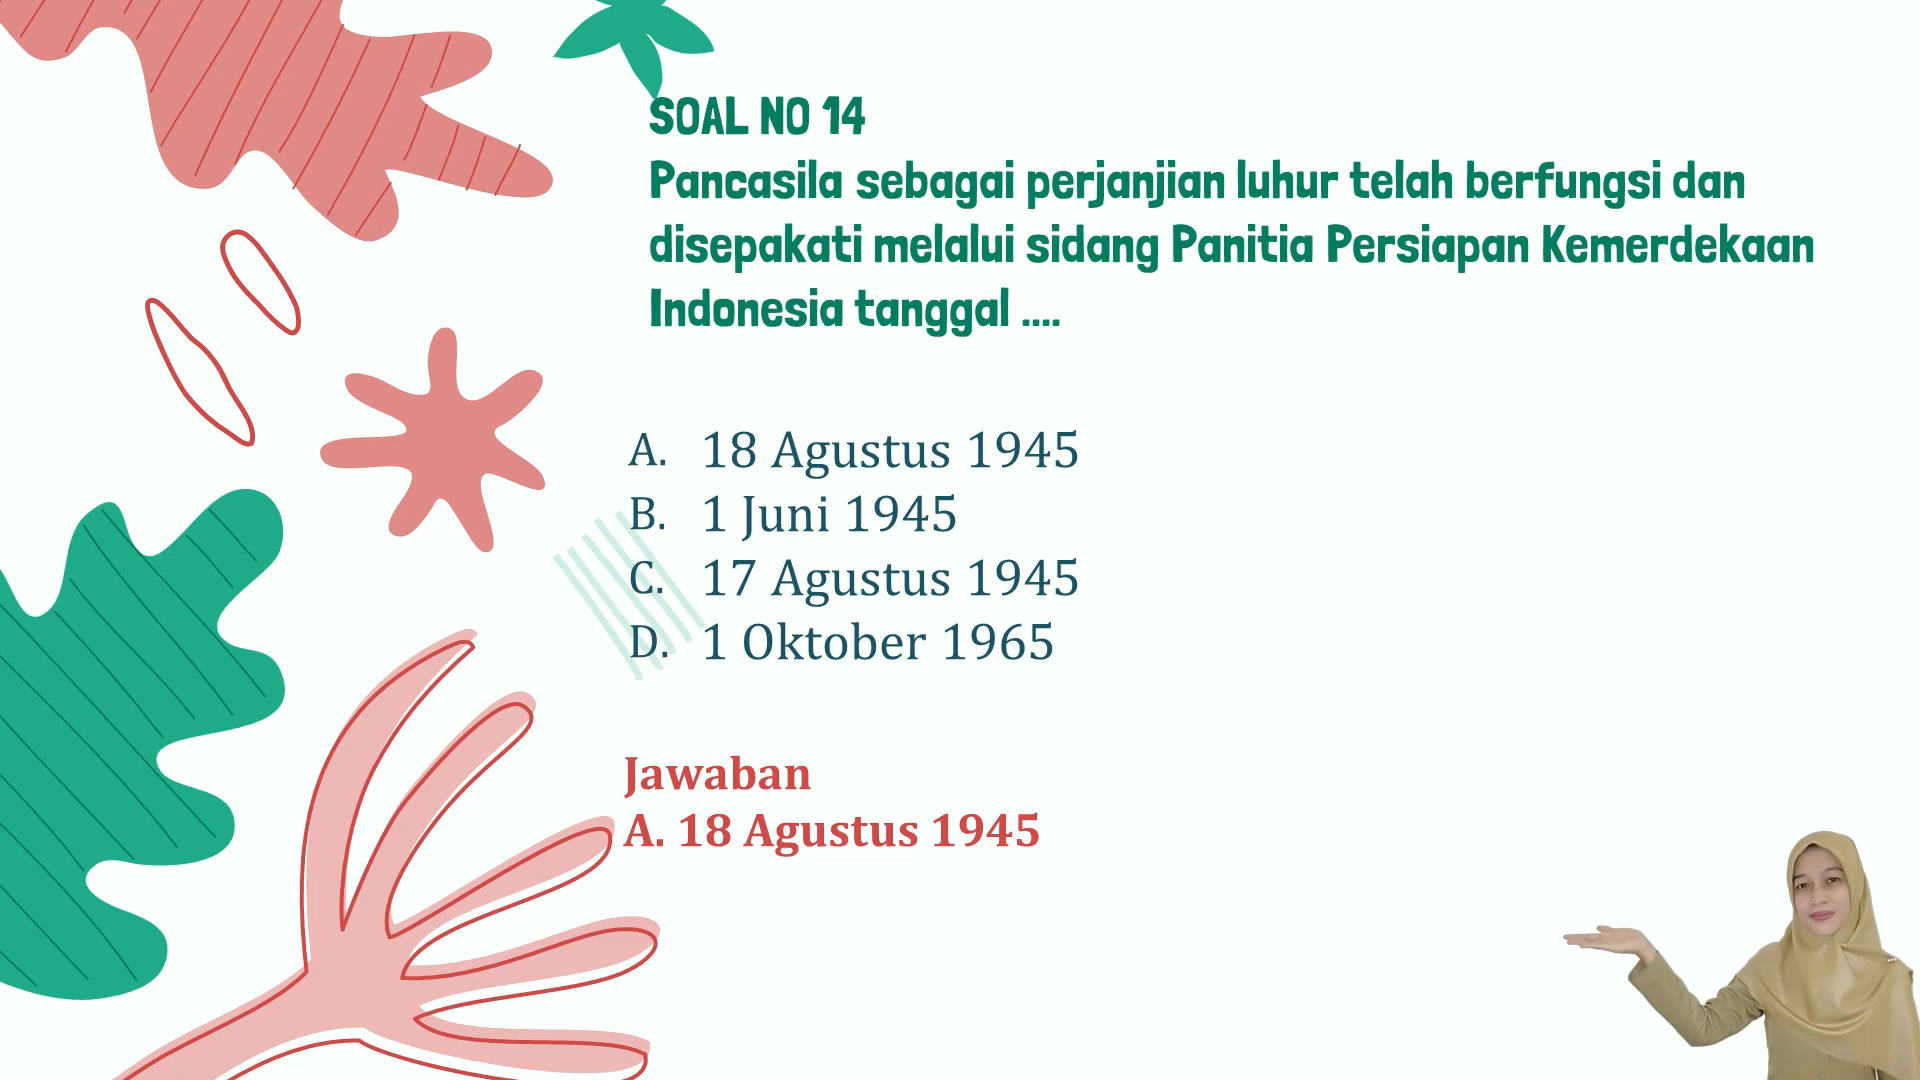 SOAL NO 14
Pancasila sebagai perjanjian luhur telah berfungsi dan
disepakati melalui sidang Panitia Persiapan Kemerdekaan
Indonesia tanggal ....
A. 18 Agustus 1945
B. 1 Juni 1945
C. 17 Agustus 1945
D. 1 Oktober 1965
Jawaban
A. 18 Agustus 1945